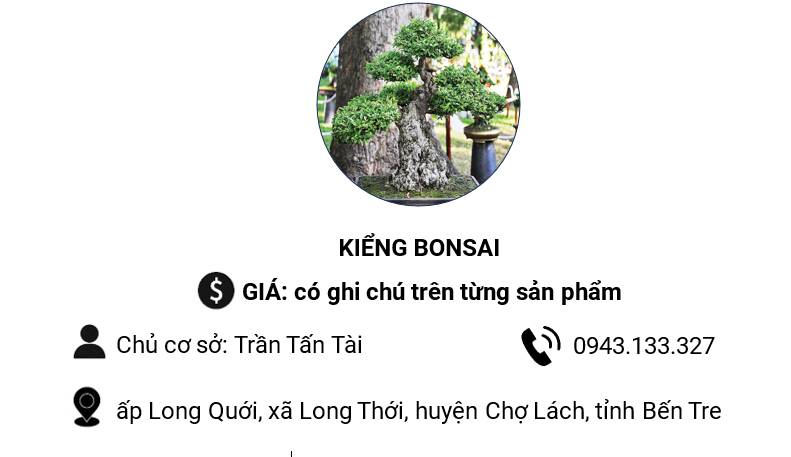 KIỂNG BONSAI
GIÁ: có ghi chú trên từng sản phẩm
Chủ cơ sở: Trần Tấn Tài
0943.133.327
ấp Long Quới, xã Long Thới, huyện Chợ Lách, tỉnh Bến Tre